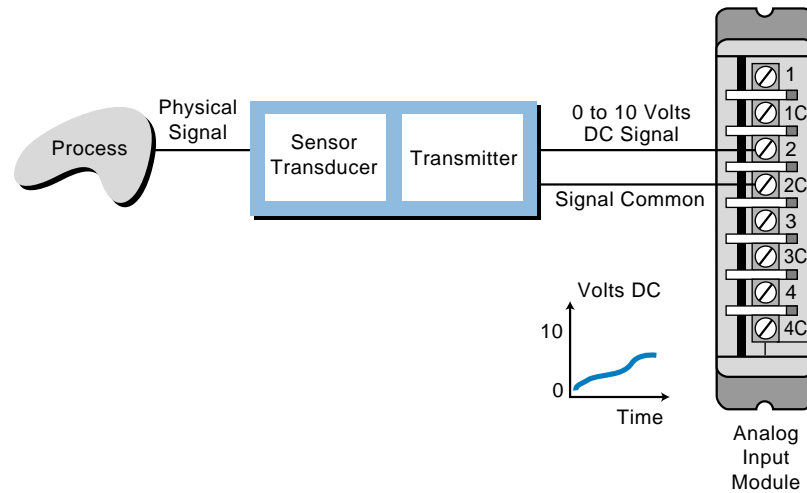 Process
Physical
Signal
Sensor
Transducer
Transmitter
0 to 10 Volts
DC Signal
Signal Common
1
1C
2
2C
3
3C
4
4C
Volts DC
10
0
Time
Analog
Input
Module